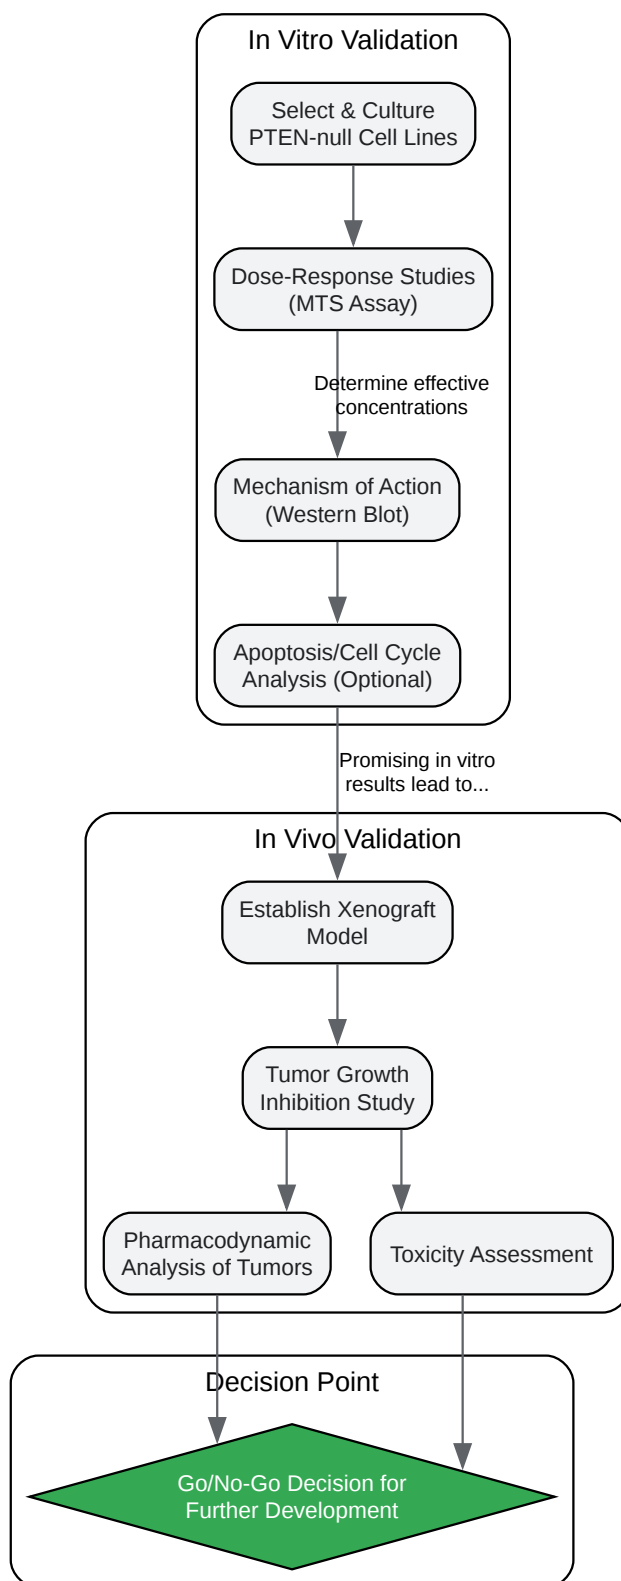 In Vitro Validation
Select & Culture
PTEN-null Cell Lines
Dose-Response Studies
(MTS Assay)
Determine effective
concentrations
Mechanism of Action
(Western Blot)
Apoptosis/Cell Cycle
Analysis (Optional)
Promising in vitro
results lead to...
In Vivo Validation
Establish Xenograft
Model
Tumor Growth
Inhibition Study
Pharmacodynamic
Analysis of Tumors
Toxicity Assessment
Decision Point
Go/No-Go Decision for
Further Development